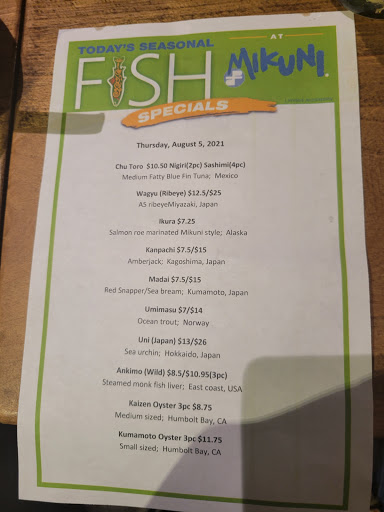 TODAY'S SEASONAL
FISH
SPECIALS
AT
MIKUNI
Thursday, August 5, 2021
Chu Toro $10.50 Nigiri(2pc) Sashimi(4pc)
Medium Fatty Blue Fin Tuna; Mexico
Wagyu (Ribeye) $12.5/$25
A5 ribeyeMiyazaki, Japan
Ikura $7.25
Salmon roe marinated Mikuni style; Alaska
Kanpachi $7.5/$15
Amberjack; Kagoshima, Japan
Madai $7.5/$15
Red Snapper/Sea bream; Kumamoto, Japan
Umimasu $7/$14
Ocean trout; Norway
Uni (Japan) $13/$26
Sea urchin; Hokkaido, Japan
Ankimo (Wild) $8.5/$10.95(3pc)
Steamed monk fish liver; East coast, USA
Kaizen Oyster 3pc $8.75
Medium sized; Humbolt Bay, CA
Kumamoto Oyster 3pc $11.75
Small sized; Humbolt Bay, CA